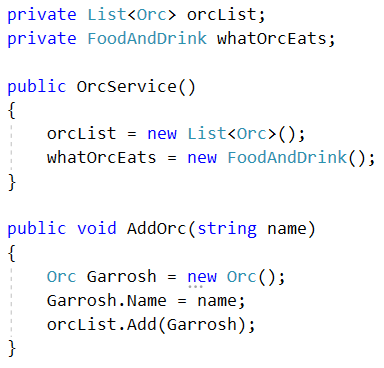 private List<Orc> orcList;
private FoodAndDrink whatOrcEats;
public OrcService()
{
orcList = new List<Orc>();
whatOrcEats = new FoodAndDrink();
}
public void AddOrc(string name)
{
Orc Garrosh = new Orc();
Garrosh.Name = name;
orcList.Add(Garrosh);
}